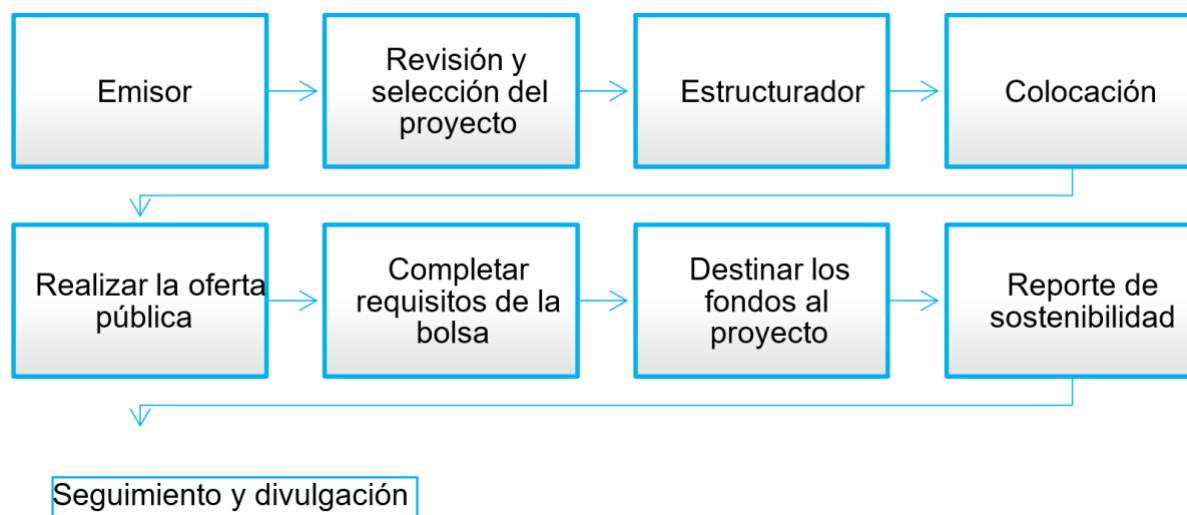 Emisor
Revisión y
selección del
proyecto
Estructurador
Colocación
Realizar la oferta
pública
Completar
requisitos de la
bolsa
Destinar los
fondos al
proyecto
Reporte de
sostenibilidad
Seguimiento y divulgación